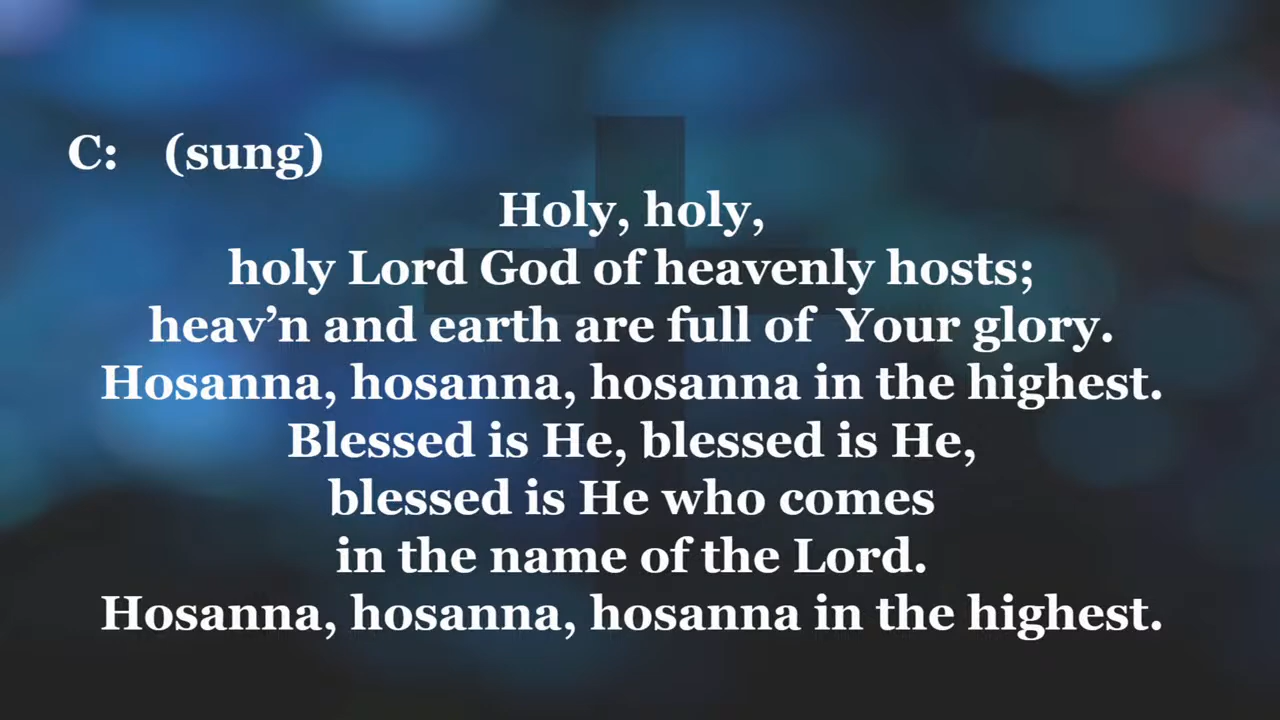 C: (sung)
Holy, holy,
holy Lord God of heavenly hosts;
heav’n and earth are full of Your glory.
Hosanna, hosanna, hosanna in the highest.
Blessed is He, blessed is He,
blessed is He who comes
in the name of the Lord.
Hosanna, hosanna, hosanna in the highest.